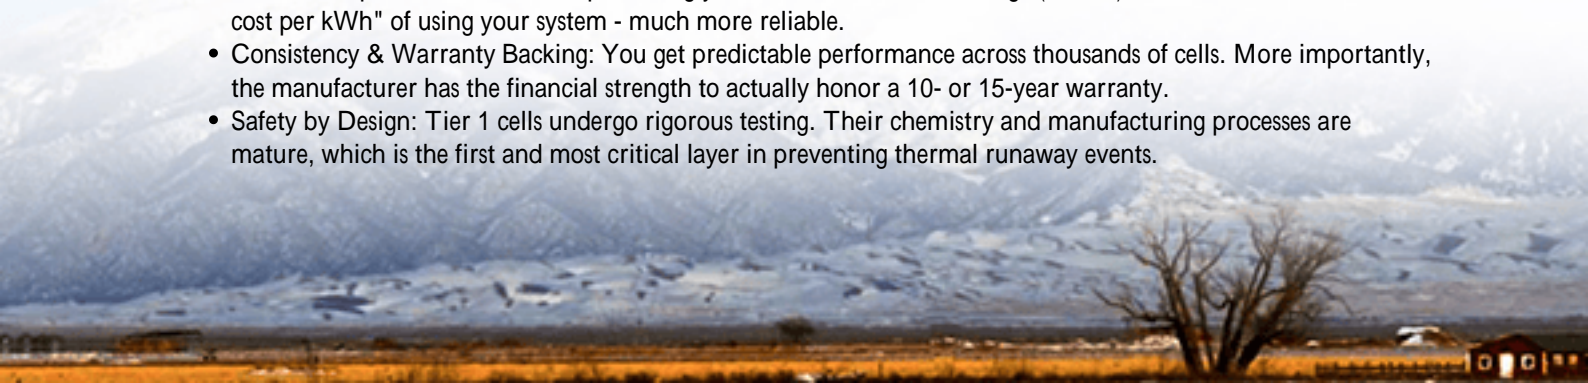 cost per kWh" of using your system - much more reliable.
• Consistency & Warranty Backing: You get predictable performance across thousands of cells. More importantly,
the manufacturer has the financial strength to actually honor a 10- or 15-year warranty.
• Safety by Design: Tier 1 cells undergo rigorous testing. Their chemistry and manufacturing processes are
mature, which is the first and most critical layer in preventing thermal runaway events.